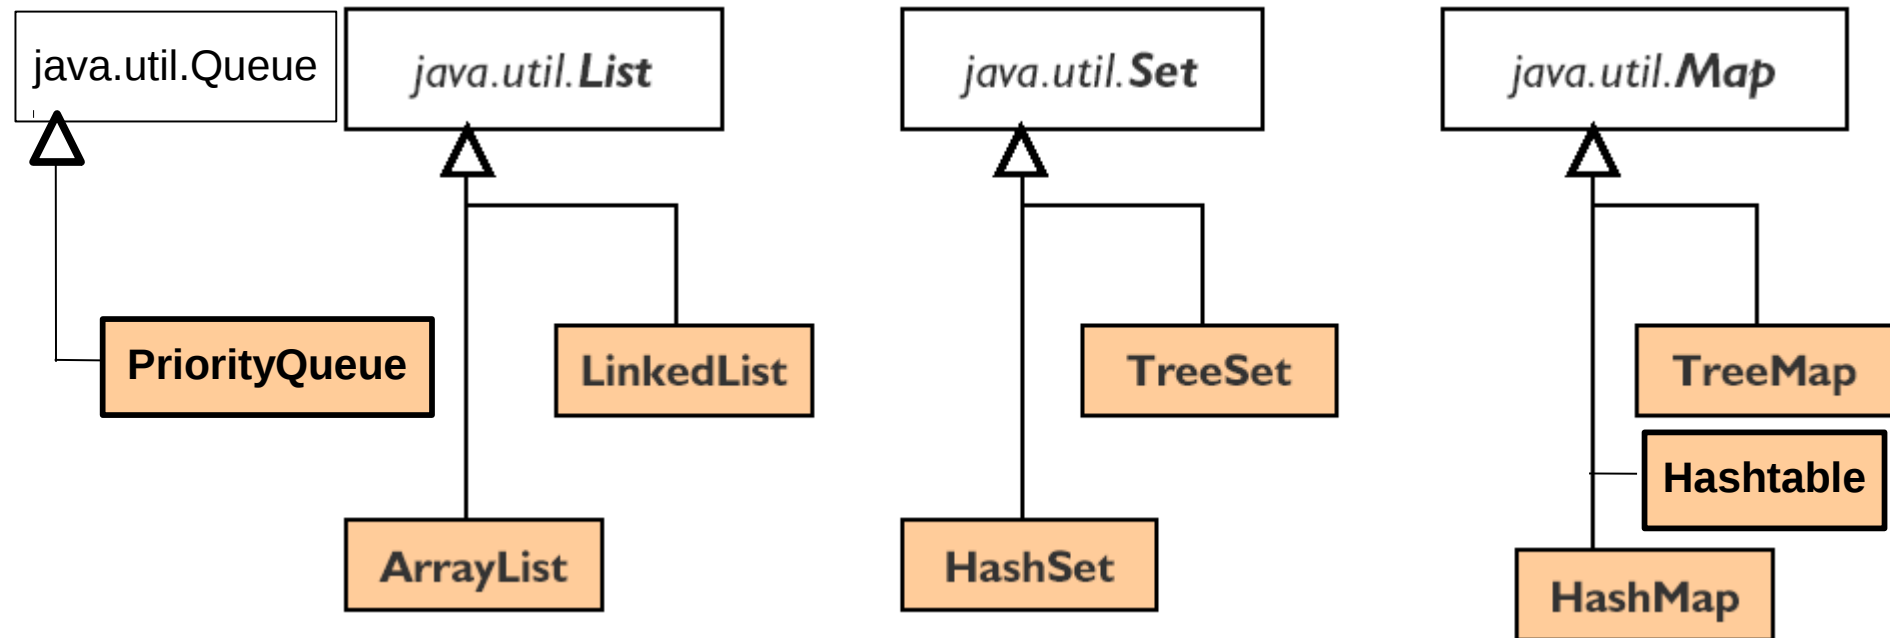 java.util.Queue
java.util.List
java.util.Set
java.util.Map
PriorityQueue
LinkedList
TreeSet
TreeMap
Hashtable
ArrayList
HashSet
HashMap